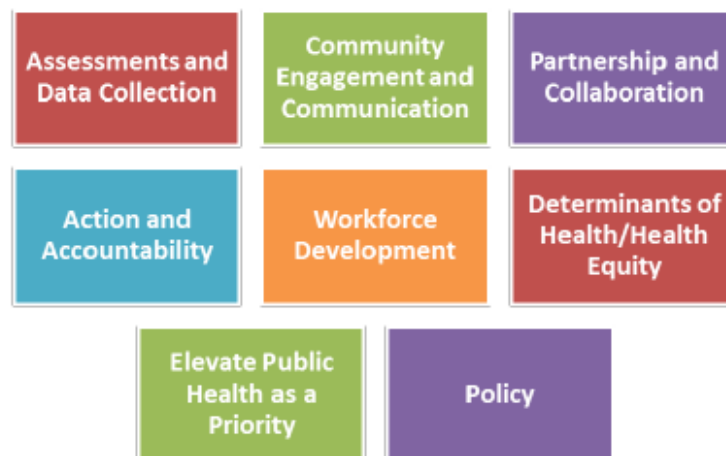 Assessments and
Data Collection
Community
Engagement and
Communication
Partnership and
Collaboration
Action and
Accountability
Workforce
Development
Determinants of
Health/Health
Equity
Elevate Public
Health as a
Priority
Policy